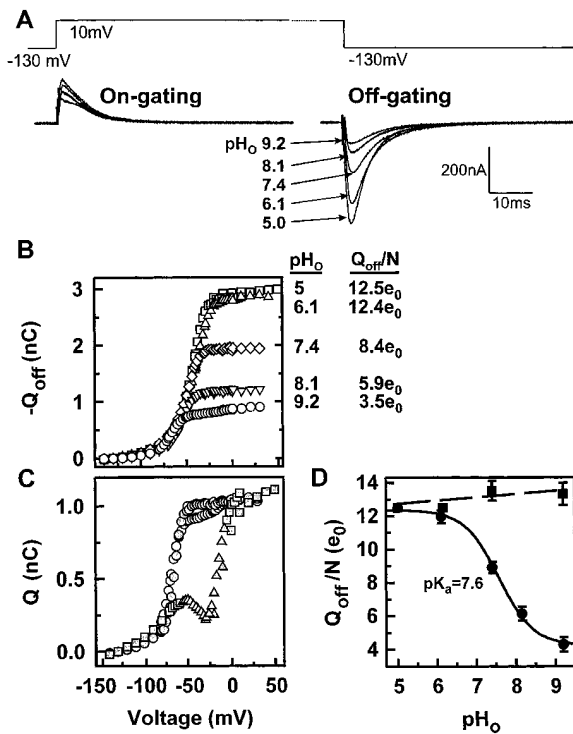 A
10mV
-130 mV
-130mV
On-gating
Off-gating
pHO 9.2
8.1
7.4
6.1
5.0
200nA
10ms
B
pHO Qoff/N
5 12.5e0
6.1 12.4e0
7.4 8.4e0
8.1 5.9e0
9.2 3.5e0
3
2
1
0
-Qoff (nC)
C
1.0
0.5
0.0
Q (nC)
-150 -100 -50 0 50
Voltage (mV)
D
14
12
10
8
6
4
Qoff/N (e0)
pKa=7.6
5 6 7 8 9
pHO